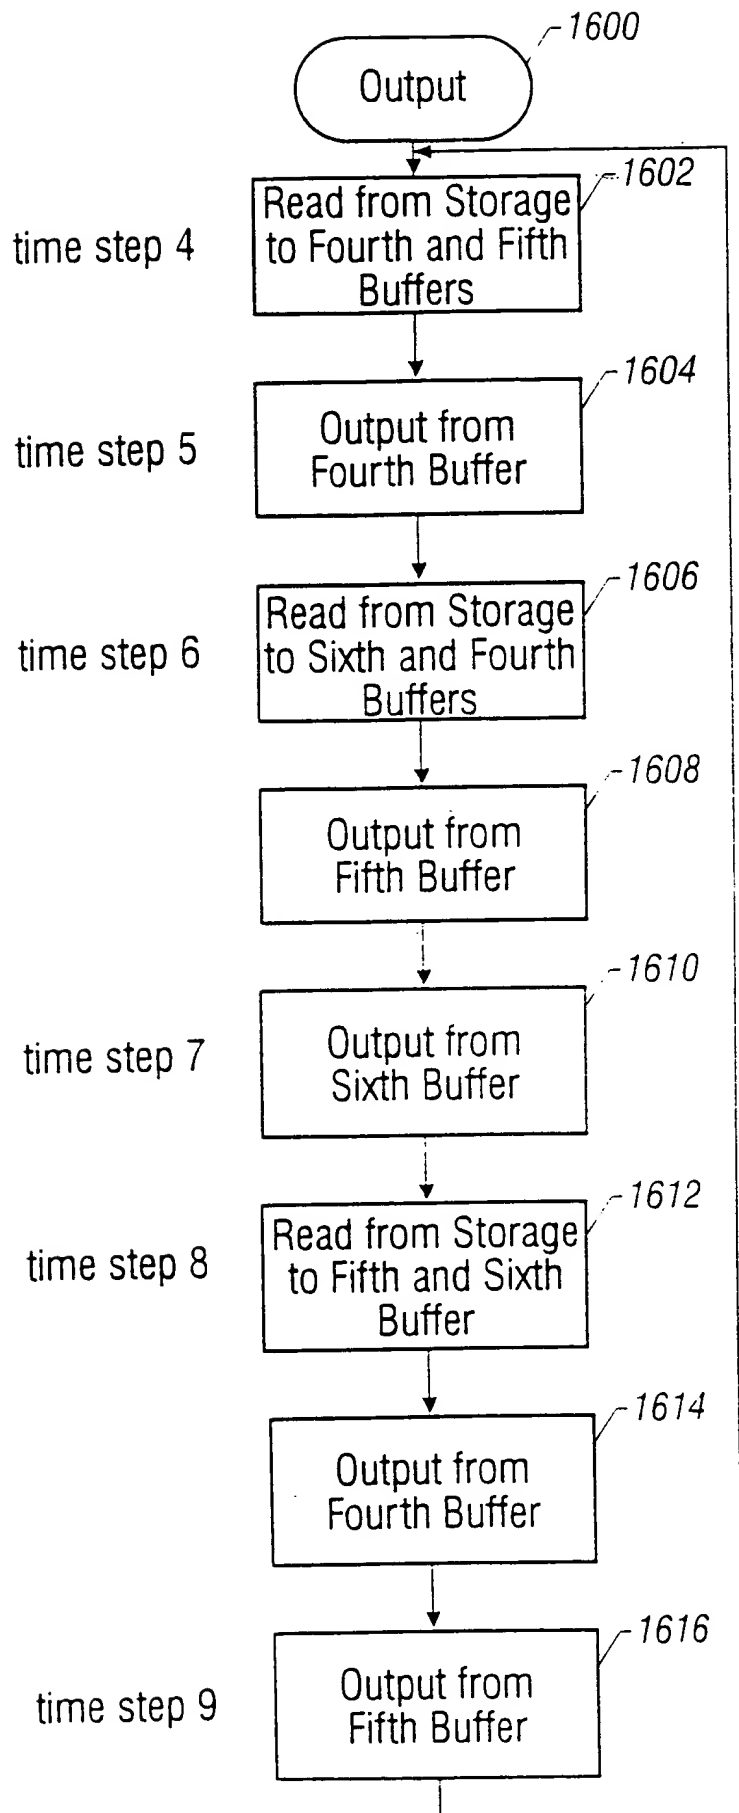 1600
Output
1602
time step 4
Read from Storage
to Fourth and Fifth
Buffers
1604
time step 5
Output from
Fourth Buffer
1606
time step 6
Read from Storage
to Sixth and Fourth
Buffers
1608
Output from
Fifth Buffer
1610
time step 7
Output from
Sixth Buffer
1612
time step 8
Read from Storage
to Fifth and Sixth
Buffer
1614
Output from
Fourth Buffer
1616
time step 9
Output from
Fifth Buffer